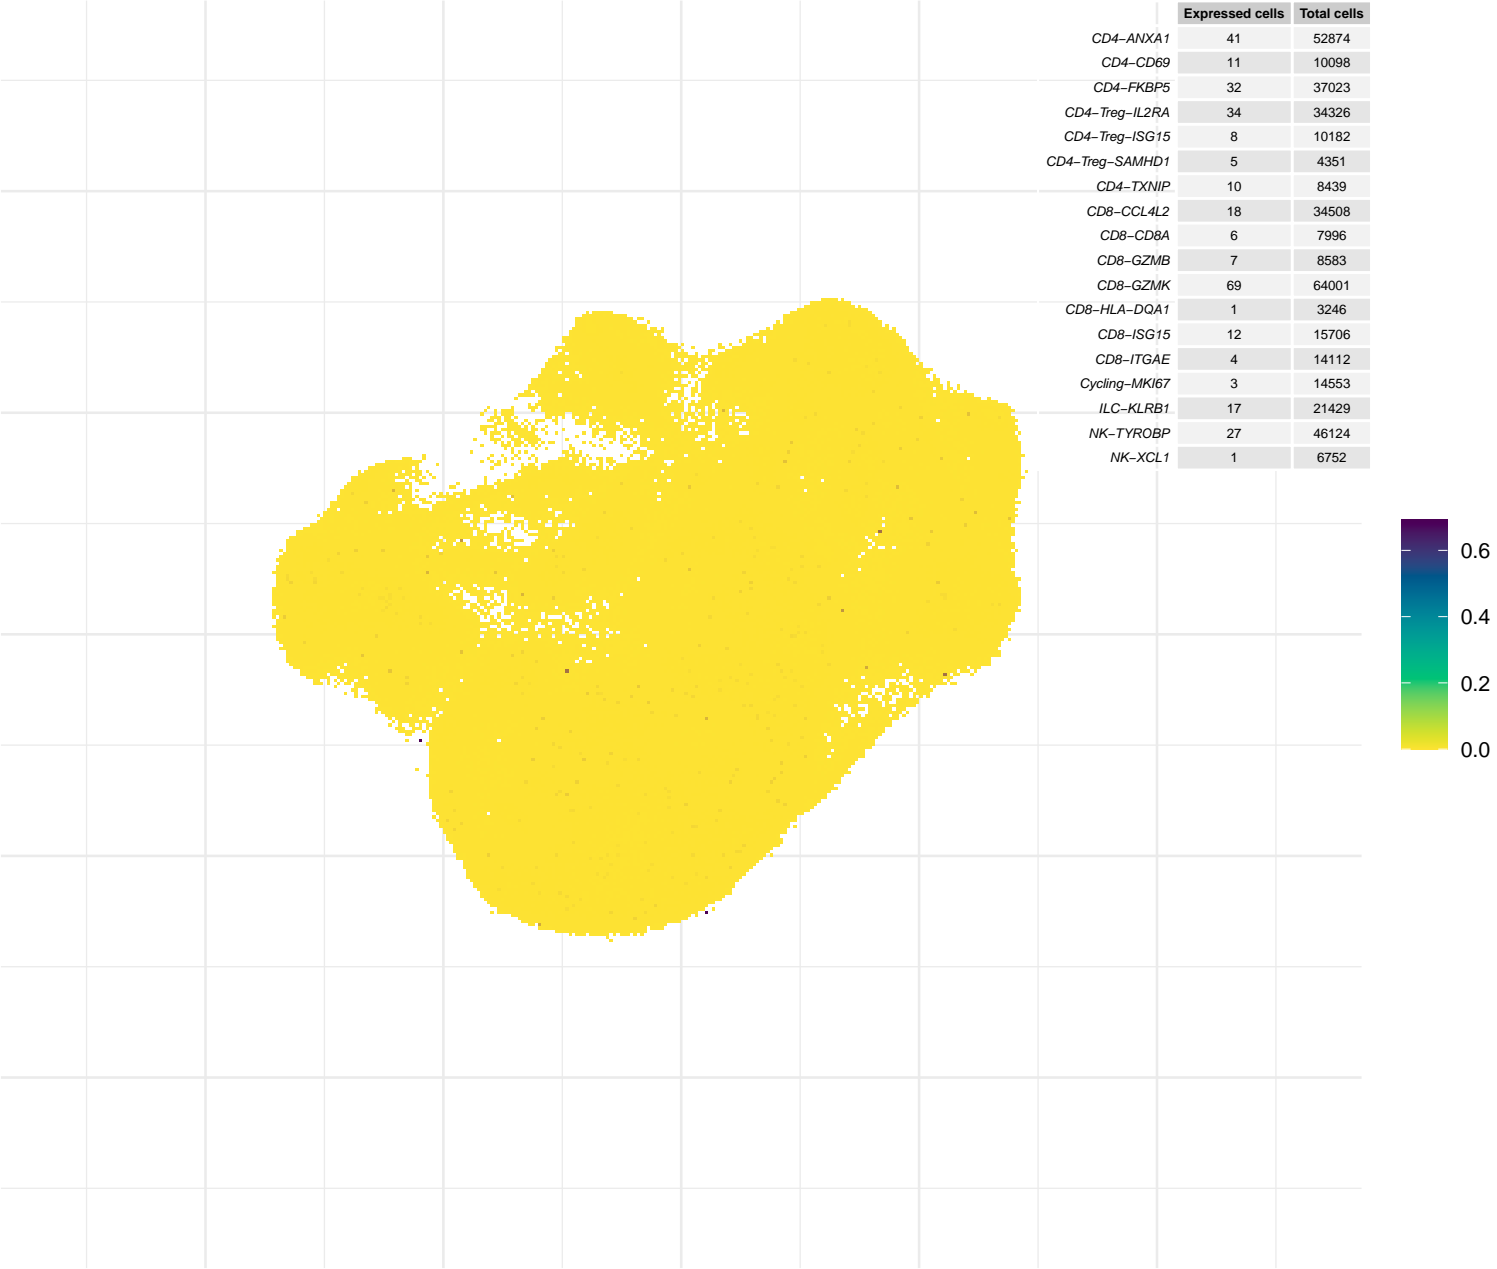 Expressed cells Total cells
CD4−ANXA1 41 52874
CD4−CD69 11 10098
CD4−FKBP5 32 37023
CD4−Treg−IL2RA 34 34326
CD4−Treg−ISG15 8 10182
CD4−Treg−SAMHD1 5 4351
CD4−TXNIP 10 8439
CD8−CCL4L2 18 34508
CD8−CD8A 6 7996
CD8−GZMB 7 8583
CD8−GZMK 69 64001
CD8−HLA−DQA1 1 3246
CD8−ISG15 12 15706
CD8−ITGAE 4 14112
Cycling−MKI67 3 14553
ILC−KLRB1 17 21429
NK−TYROBP 27 46124
NK−XCL1 1 6752
0.6
0.4
0.2
0.0